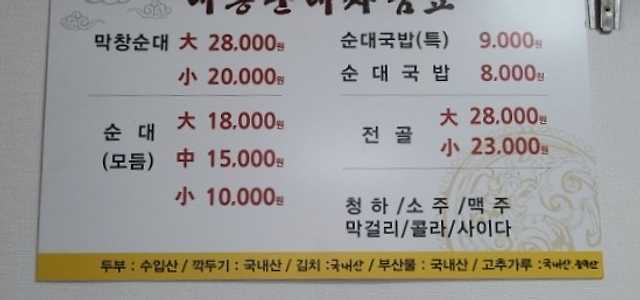 막창순대 大 28,000원
小 20,000원
순대(모듬) 大 18,000원
中 15,000원
小 10,000원
순대국밥(특) 9,000원
순대국밥 8,000원
전골 大 28,000원
小 23,000원
청하/소주/맥주
막걸리/콜라/사이다
두부 : 수입산 / 깍두기 : 국내산 / 김치 : 국내산 / 부산물 : 국내산 / 고추가루 : 국내산,